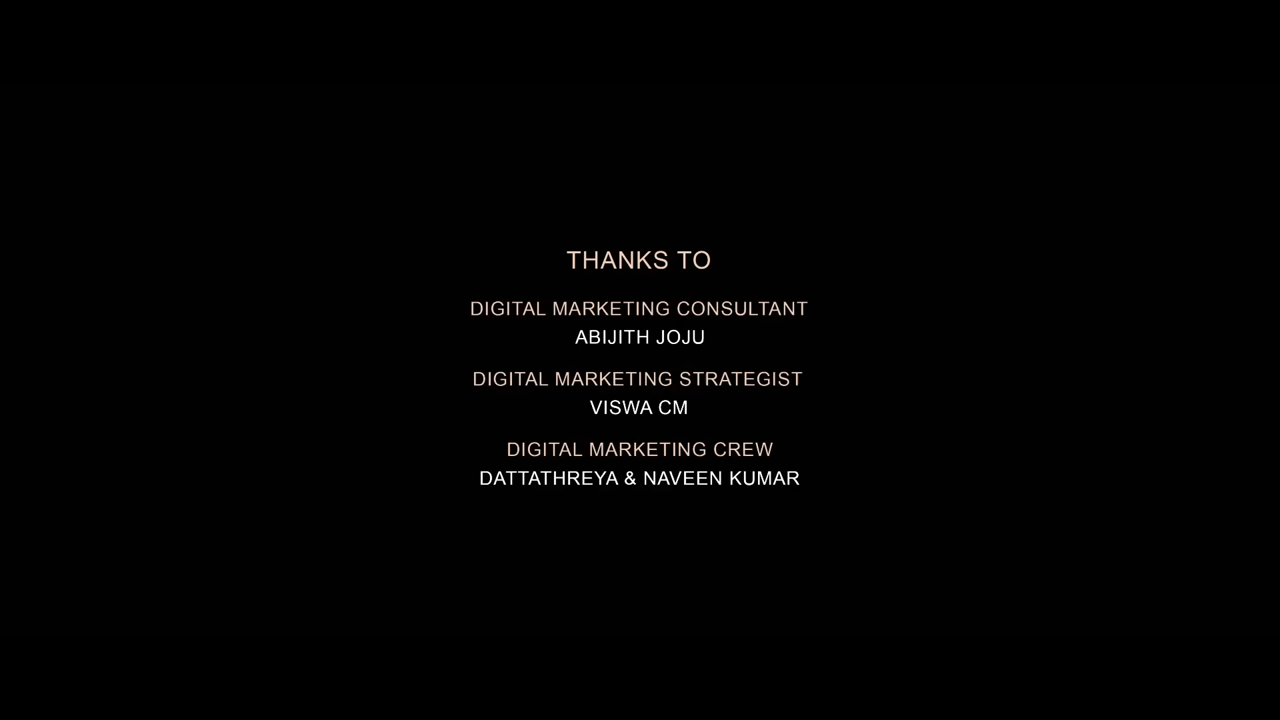 THANKS TO
DIGITAL MARKETING CONSULTANT
ABIJITH JOJU
DIGITAL MARKETING STRATEGIST
VISWA CM
DIGITAL MARKETING CREW
DATTATHREYA & NAVEEN KUMAR